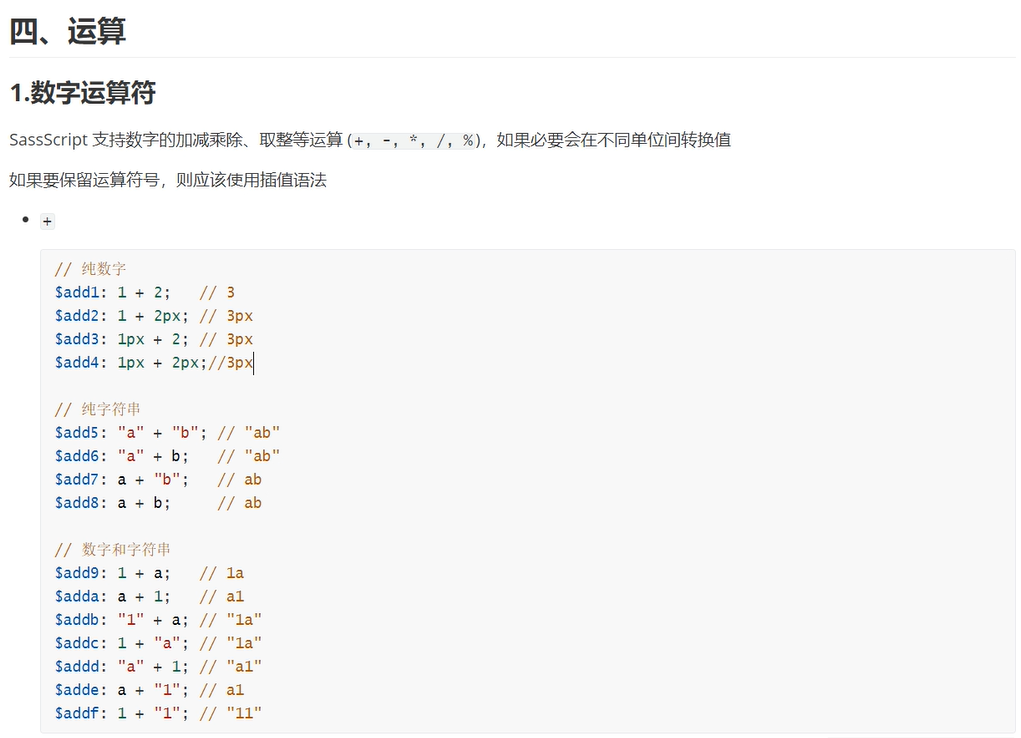 四、运算
1.数字运算符
SassScript 支持数字的加减乘除、取整等运算 (+, -, *, /, %)，如果必要会在不同单位间转换值
如果要保留运算符号，则应该使用插值语法
• +
// 纯数字
$add1: 1 + 2;   // 3
$add2: 1 + 2px; // 3px
$add3: 1px + 2; // 3px
$add4: 1px + 2px;//3px
// 纯字符串
$add5: "a" + "b"; // "ab"
$add6: "a" + b;   // "ab"
$add7: a + "b";   // ab
$add8: a + b;     // ab
// 数字和字符串
$add9: 1 + a;   // 1a
$adda: a + 1;   // a1
$addb: "1" + a; // "1a"
$addc: 1 + "a"; // "1a"
$addd: "a" + 1; // "a1"
$adde: a + "1"; // a1
$addf: 1 + "1"; // "11"